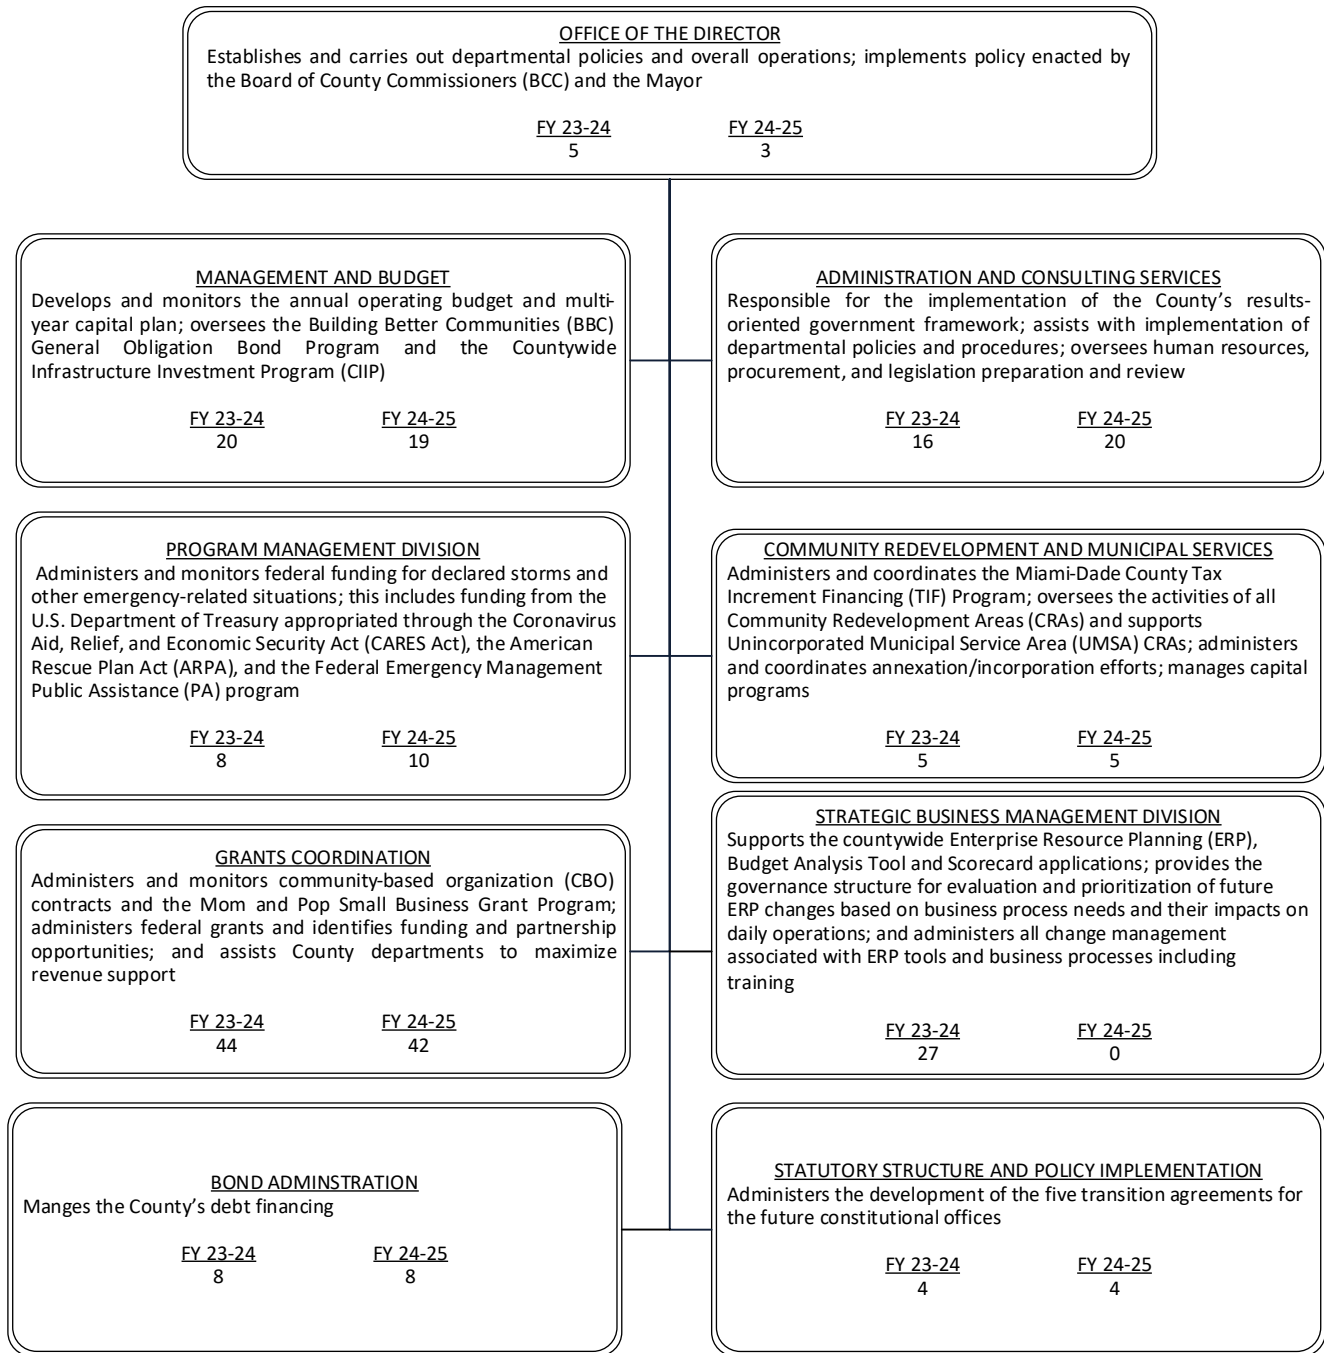 OFFICE OF THE DIRECTOR
Establishes and carries out departmental policies and overall operations; implements policy enacted by
the Board of County Commissioners (BCC) and the Mayor
FY 23-24 FY 24-25
5 3
MANAGEMENT AND BUDGET
Develops and monitors the annual operating budget and multi-
year capital plan; oversees the Building Better Communities (BBC)
General Obligation Bond Program and the Countywide
Infrastructure Investment Program (CIIP)
FY 23-24 FY 24-25
20 19
ADMINISTRATION AND CONSULTING SERVICES
Responsible for the implementation of the County's results-
oriented government framework; assists with implementation of
departmental policies and procedures; oversees human resources,
procurement, and legislation preparation and review
FY 23-24 FY 24-25
16 20
PROGRAM MANAGEMENT DIVISION
Administers and monitors federal funding for declared storms and
other emergency-related situations; this includes funding from the
U.S. Department of Treasury appropriated through the Coronavirus
Aid, Relief, and Economic Security Act (CARES Act), the American
Rescue Plan Act (ARPA), and the Federal Emergency Management
Public Assistance (PA) program
FY 23-24 FY 24-25
8 10
COMMUNITY REDEVELOPMENT AND MUNICIPAL SERVICES
Administers and coordinates the Miami-Dade County Tax
Increment Financing (TIF) Program; oversees the activities of all
Community Redevelopment Areas (CRAs) and supports
Unincorporated Municipal Service Area (UMSA) CRAs; administers
and coordinates annexation/incorporation efforts; manages capital
programs
FY 23-24 FY 24-25
5 5
GRANTS COORDINATION
Administers and monitors community-based organization (CBO)
contracts and the Mom and Pop Small Business Grant Program;
administers federal grants and identifies funding and partnership
opportunities; and assists County departments to maximize
revenue support
FY 23-24 FY 24-25
44 42
STRATEGIC BUSINESS MANAGEMENT DIVISION
Supports the countywide Enterprise Resource Planning (ERP),
Budget Analysis Tool and Scorecard applications; provides the
governance structure for evaluation and prioritization of future
ERP changes based on business process needs and their impacts on
daily operations; and administers all change management
associated with ERP tools and business processes including
training
FY 23-24 FY 24-25
27 0
BOND ADMINSTRATION
Manges the County's debt financing
FY 23-24 FY 24-25
8 8
STATUTORY STRUCTURE AND POLICY IMPLEMENTATION
Administers the development of the five transition agreements for
the future constitutional offices
FY 23-24 FY 24-25
4 4